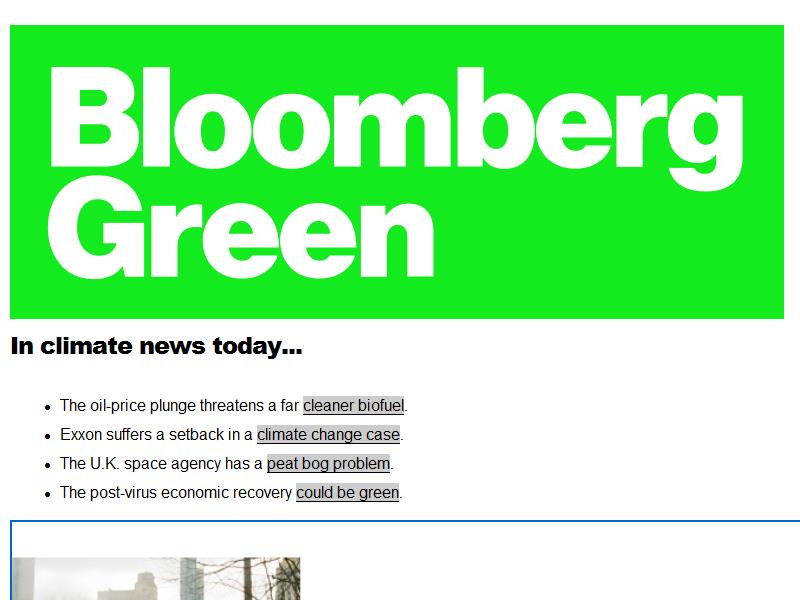 Bloomberg
Green
In climate news today...
• The oil-price plunge threatens a far cleaner biofuel.
• Exxon suffers a setback in a climate change case.
• The U.K. space agency has a peat bog problem.
• The post-virus economic recovery could be green.